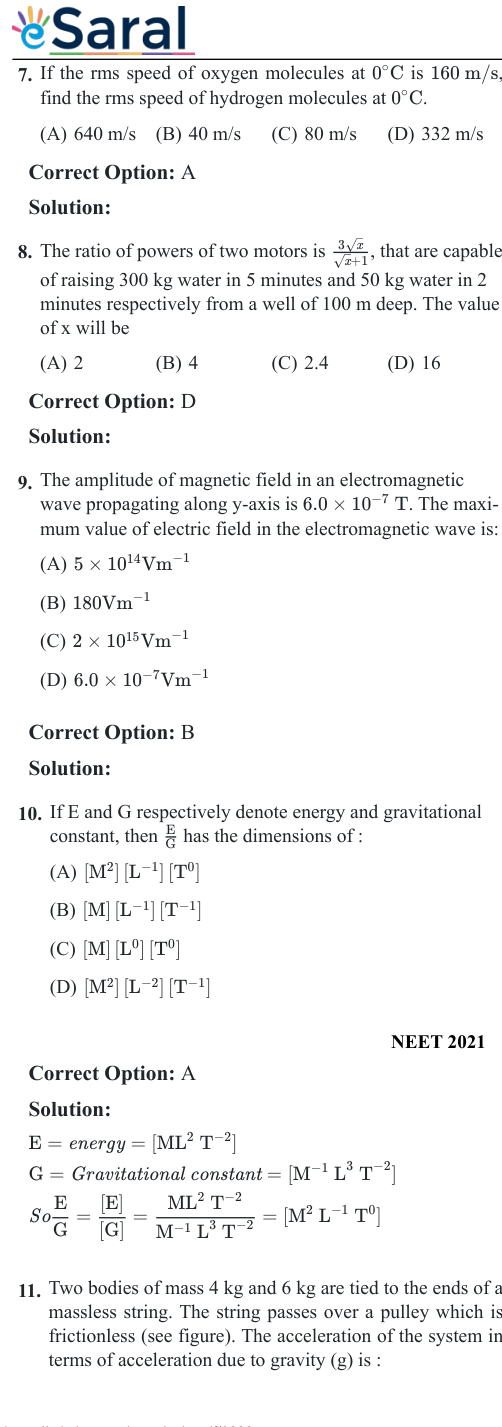 eSaral
7. If the rms speed of oxygen molecules at 0°C is 160 m/s,
find the rms speed of hydrogen molecules at 0°C.
(A) 640 m/s (B) 40 m/s (C) 80 m/s (D) 332 m/s
Correct Option: A
Solution:
8. The ratio of powers of two motors is 3√x/(√x+1), that are capable
of raising 300 kg water in 5 minutes and 50 kg water in 2
minutes respectively from a well of 100 m deep. The value
of x will be
(A) 2 (B) 4 (C) 2.4 (D) 16
Correct Option: D
Solution:
9. The amplitude of magnetic field in an electromagnetic
wave propagating along y-axis is 6.0 × 10⁻⁷ T. The maxi-
mum value of electric field in the electromagnetic wave is:
(A) 5 × 10¹⁴Vm⁻¹
(B) 180Vm⁻¹
(C) 2 × 10¹⁵Vm⁻¹
(D) 6.0 × 10⁻⁷Vm⁻¹
Correct Option: B
Solution:
10. If E and G respectively denote energy and gravitational
constant, then E/G has the dimensions of :
(A) [M²] [L⁻¹] [T⁰]
(B) [M] [L⁻¹] [T⁻¹]
(C) [M] [L⁰] [T⁰]
(D) [M²] [L⁻²] [T⁻¹]
NEET 2021
Correct Option: A
Solution:
E = energy = [ML² T⁻²]
G = Gravitational constant = [M⁻¹ L³ T⁻²]
So E/G = [E]/[G] = ML² T⁻²/M⁻¹ L³ T⁻² = [M² L⁻¹ T⁰]
11. Two bodies of mass 4 kg and 6 kg are tied to the ends of a
massless string. The string passes over a pulley which is
frictionless (see figure). The acceleration of the system in
terms of acceleration due to gravity (g) is :